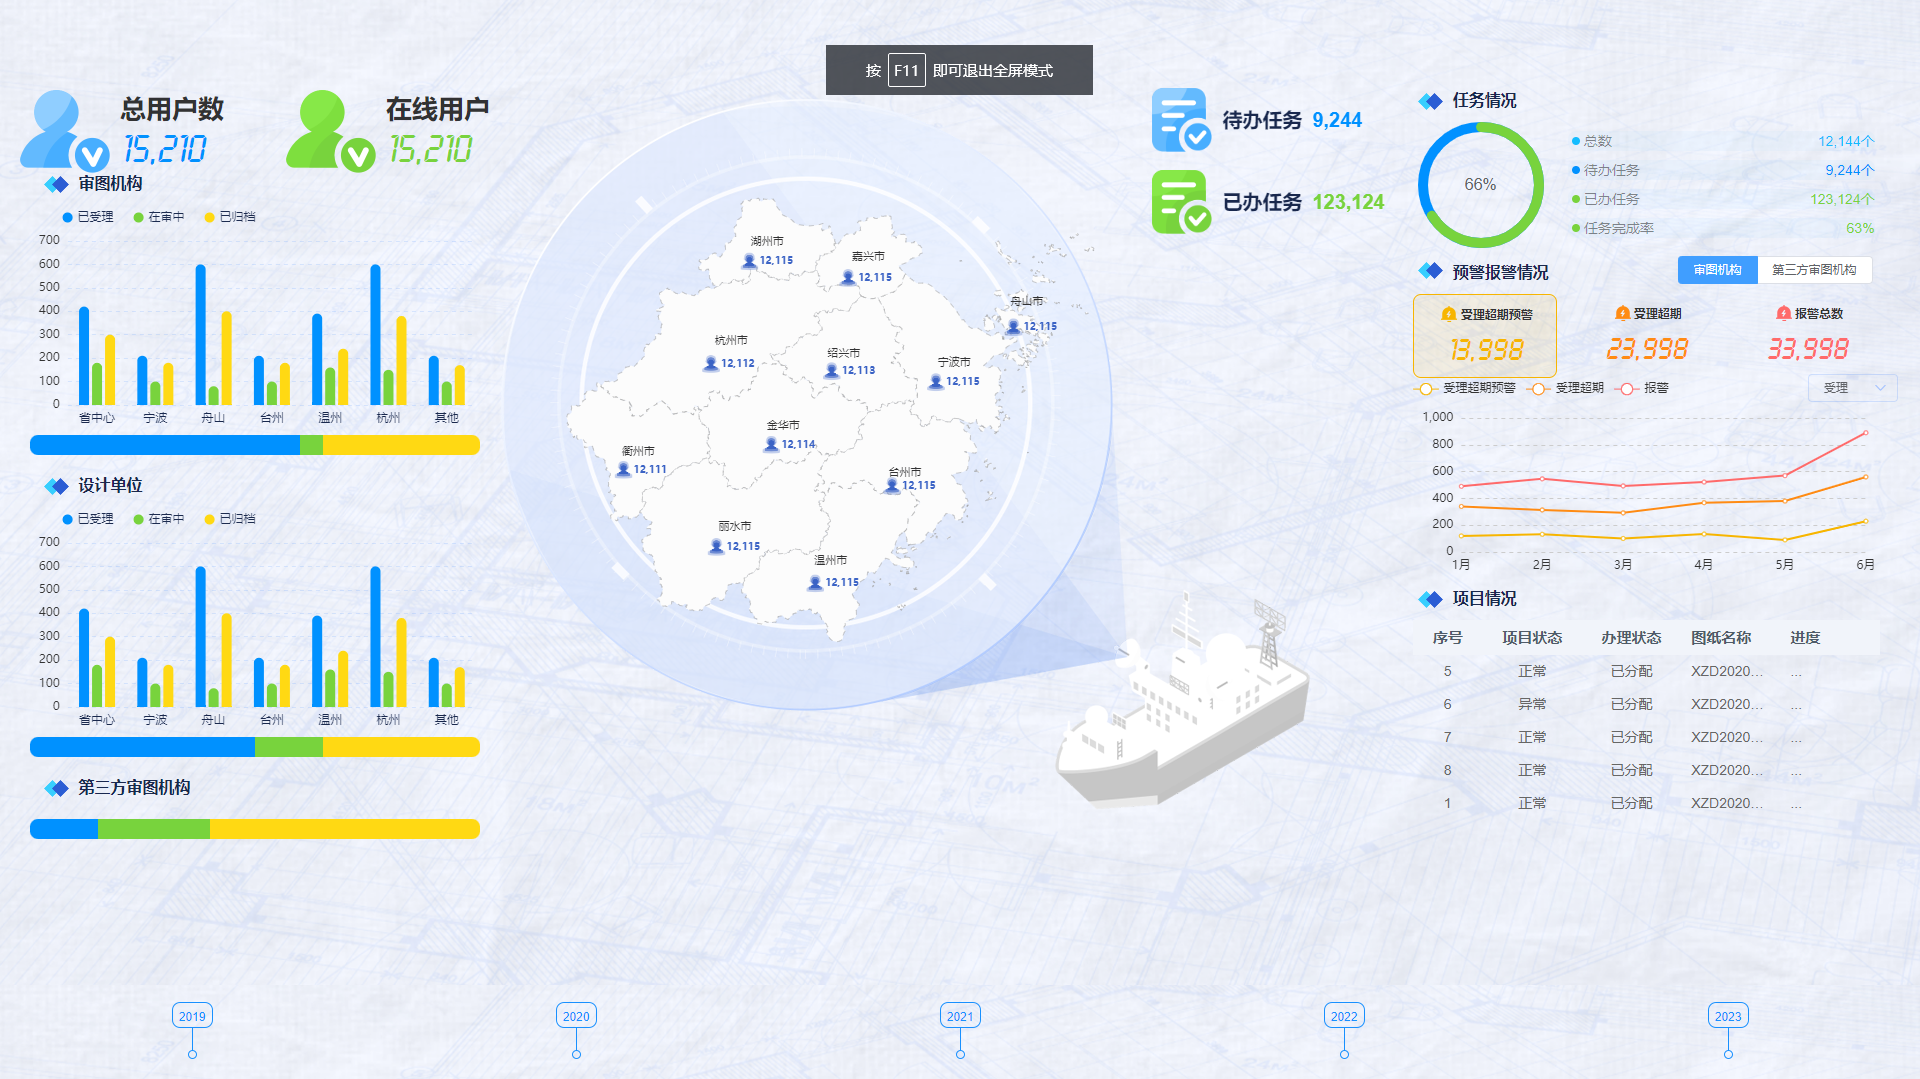 按 F11 即可退出全屏模式
总用户数
15,210
在线用户
15,210
审图机构
已受理 在审中 已归档
700
600
500
400
300
200
100
0
省中心 宁波 舟山 台州 温州 杭州 其他
设计单位
已受理 在审中 已归档
700
600
500
400
300
200
100
0
省中心 宁波 舟山 台州 温州 杭州 其他
第三方审图机构
湖州市
12,115
嘉兴市
12,115
舟山市
12,115
杭州市
12,112
绍兴市
12,113
宁波市
12,115
金华市
12,114
衢州市
12,111
台州市
12,115
丽水市
12,115
温州市
12,115
待办任务 9,244
已办任务 123,124
任务情况
66%
总数 12,144个
待办任务 9,244个
已办任务 123,124个
任务完成率 63%
预警报警情况
审图机构 第三方审图机构
受理超期预警
13,998
受理超期
23,998
报警总数
33,998
受理超期预警 受理超期 报警
受理
1,000
800
600
400
200
0
1月 2月 3月 4月 5月 6月
项目情况
序号 项目状态 办理状态 图纸名称 进度
5 正常 已分配 XZD2020... ...
6 异常 已分配 XZD2020... ...
7 正常 已分配 XZD2020... ...
8 正常 已分配 XZD2020... ...
1 正常 已分配 XZD2020... ...
2019 2020 2021 2022 2023